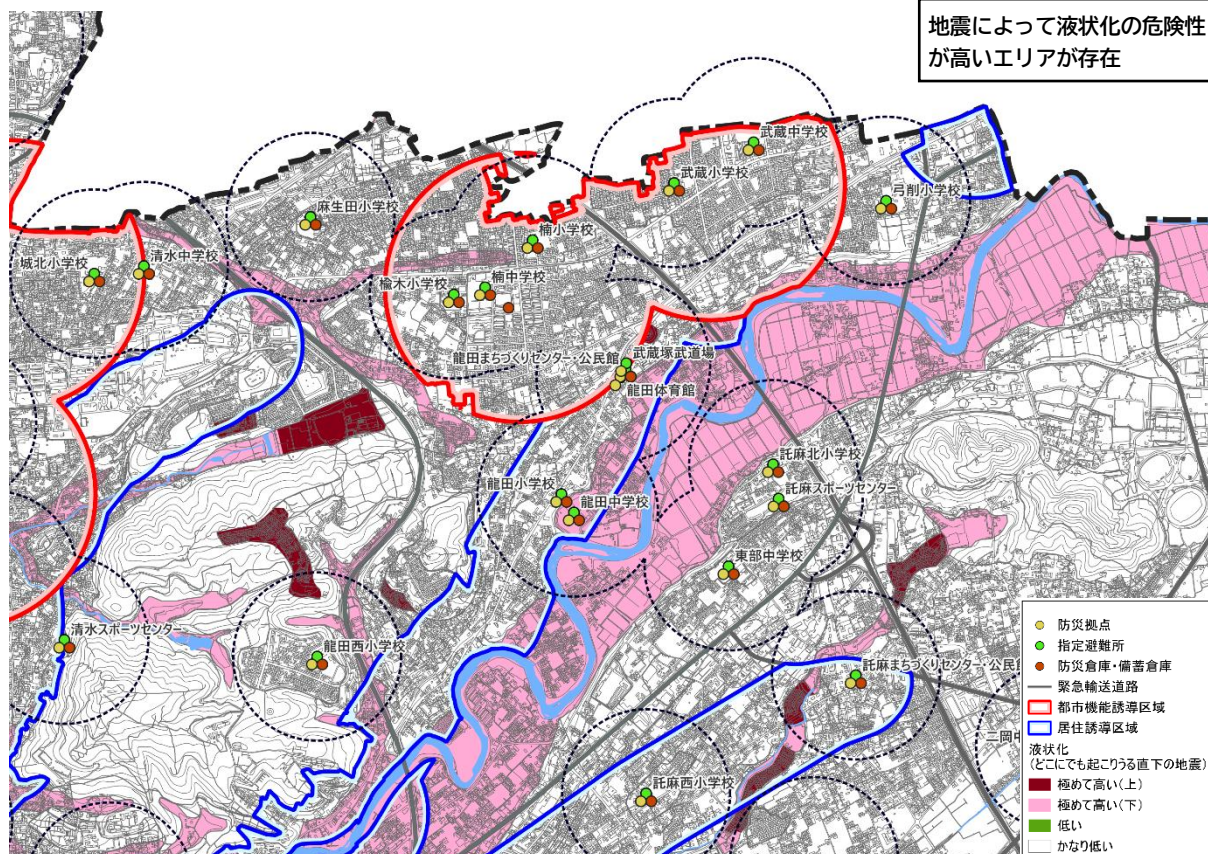 地震によって液状化の危険性
が高いエリアが存在
武蔵中学校
武蔵小学校
弓削小学校
麻生田小学校
楠小学校
城北小学校
清水中学校
楠中学校
楡木小学校
龍田まちづくりセンター・公民館
武蔵塚武道場
龍田体育館
託麻北小学校
龍田小学校
託麻スポーツセンター
龍田中学校
東部中学校
清水スポーツセンター
龍田西小学校
託麻まちづくりセンター・公民館
二岡中
託麻西小学校
防災拠点
指定避難所
防災倉庫・備蓄倉庫
緊急輸送道路
都市機能誘導区域
居住誘導区域
液状化
(どこにでも起こりうる直下の地震)
極めて高い(上)
極めて高い(下)
低い
かなり低い